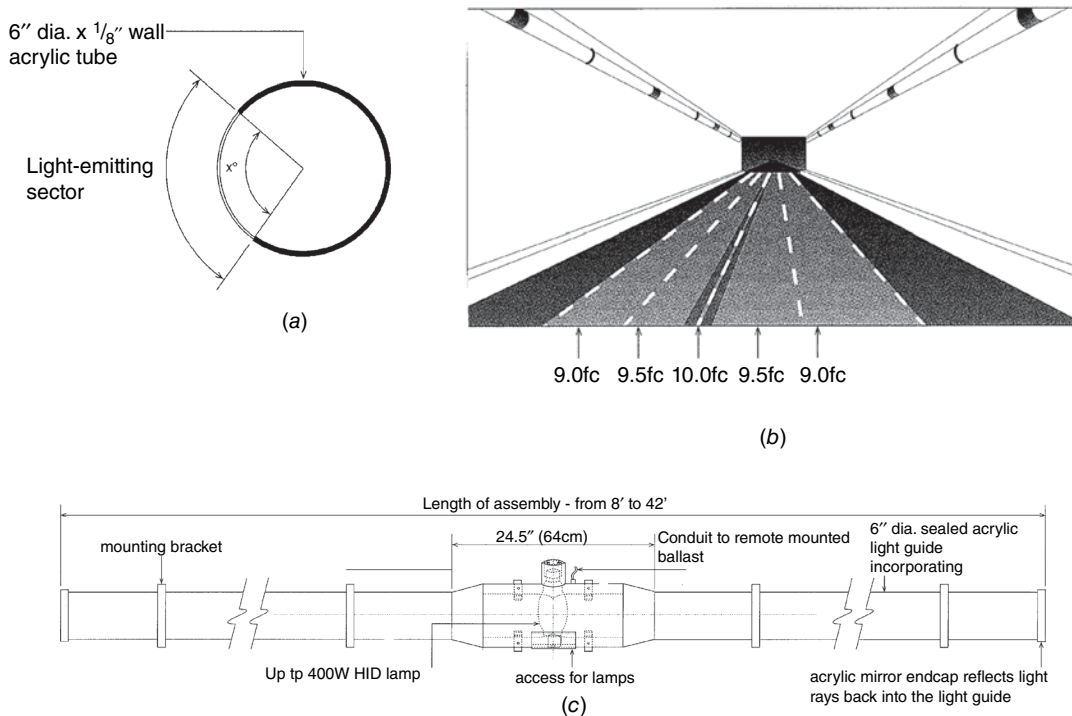 6″ dia. x 1/8″ wall
acrylic tube
Light-emitting
sector
x°
(a)
9.0fc 9.5fc 10.0fc 9.5fc 9.0fc
(b)
Length of assembly - from 8′ to 42'
mounting bracket
24.5″ (64cm)
Conduit to remote mounted
ballast
6″ dia. sealed acrylic
light guide
incorporating
Up tp 400W HID lamp
access for lamps
acrylic mirror endcap reflects light
rays back into the light guide
(c)